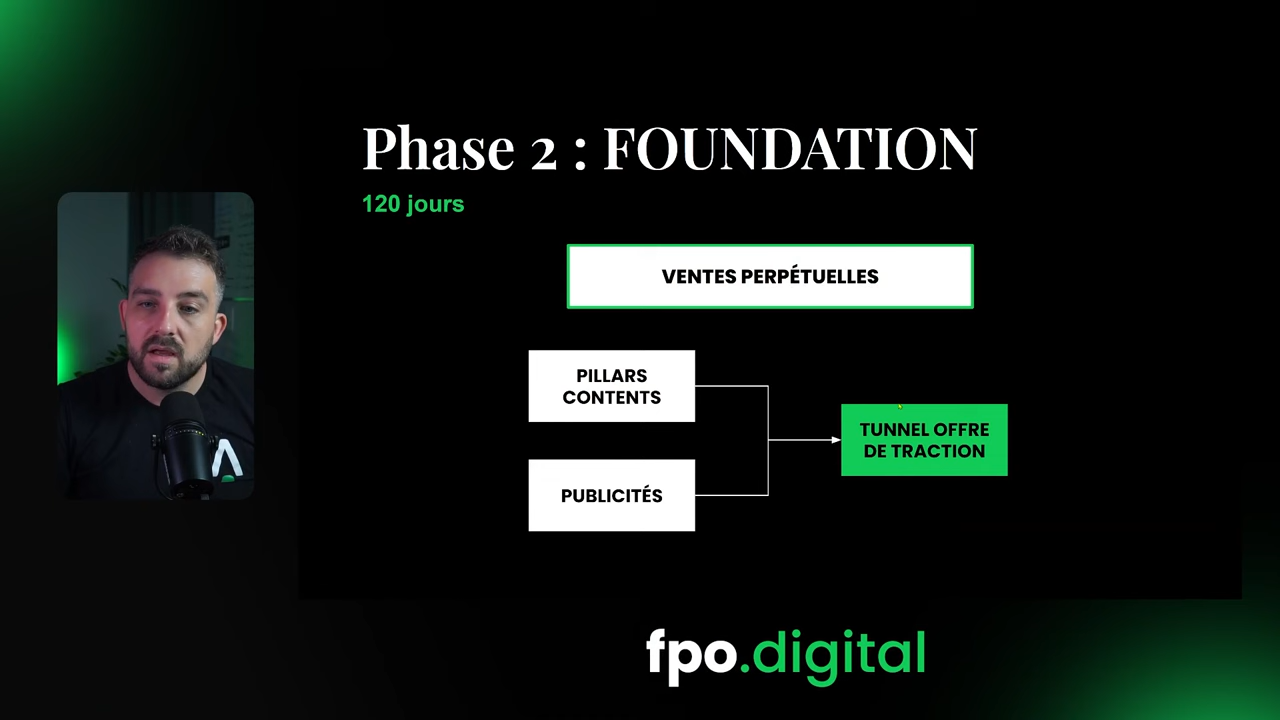 Phase 2 : FOUNDATION
120 jours
VENTES PERPÉTUELLES
PILLARS
CONTENTS
TUNNEL OFFRE
DE TRACTION
PUBLICITÉS
fpo.digital